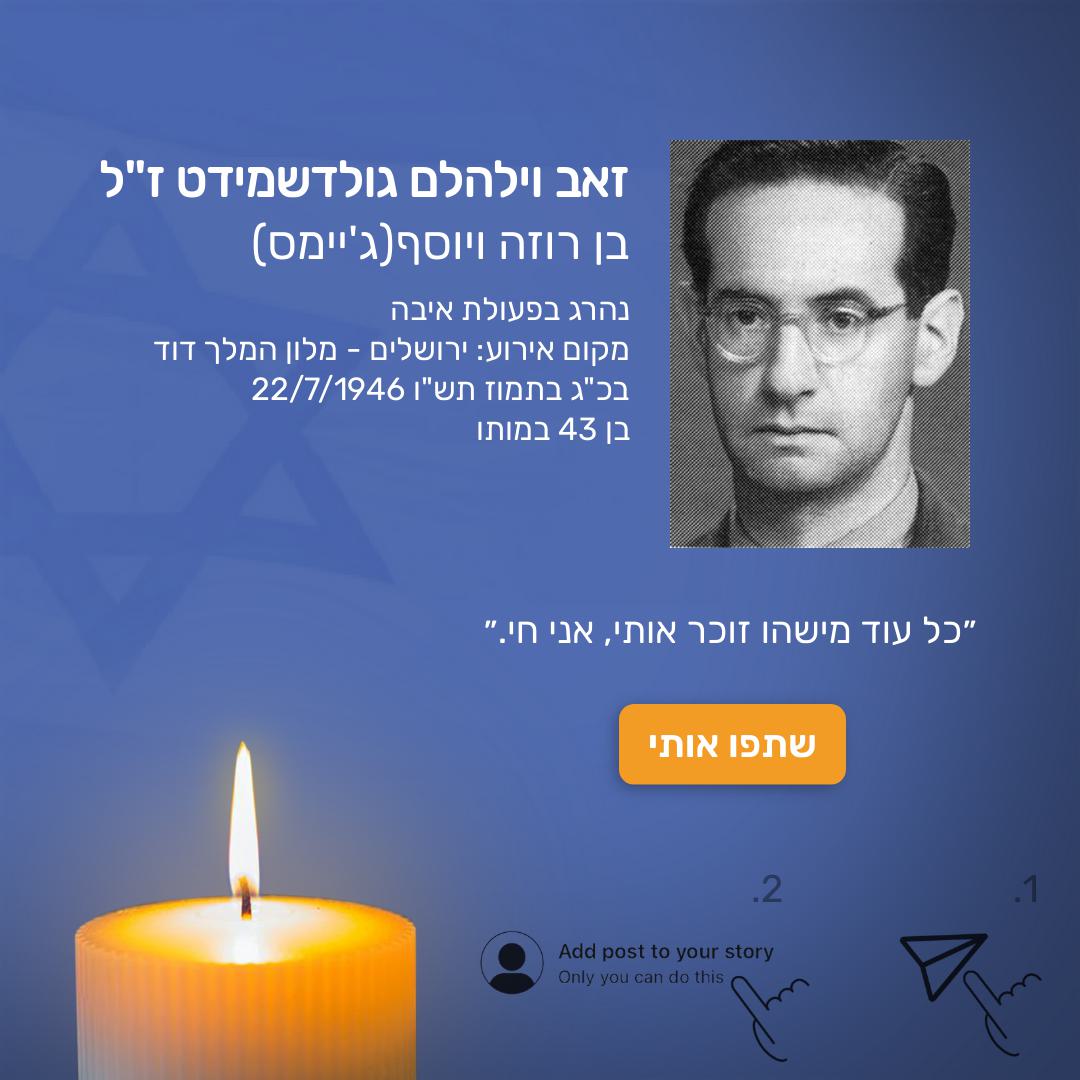 זאב וילהלם גולדשמידט ז"ל
בן רוזה ויוסף(ג'יימס)
נהרג בפעולת איבה
מקום אירוע: ירושלים - מלון המלך דוד
בכ"ג בתמוז תש"ו 22/7/1946
בן 43 במותו
״כל עוד מישהו זוכר אותי, אני חי.״
שתפו אותי
1.
2.
Add post to your story
Only you can do this